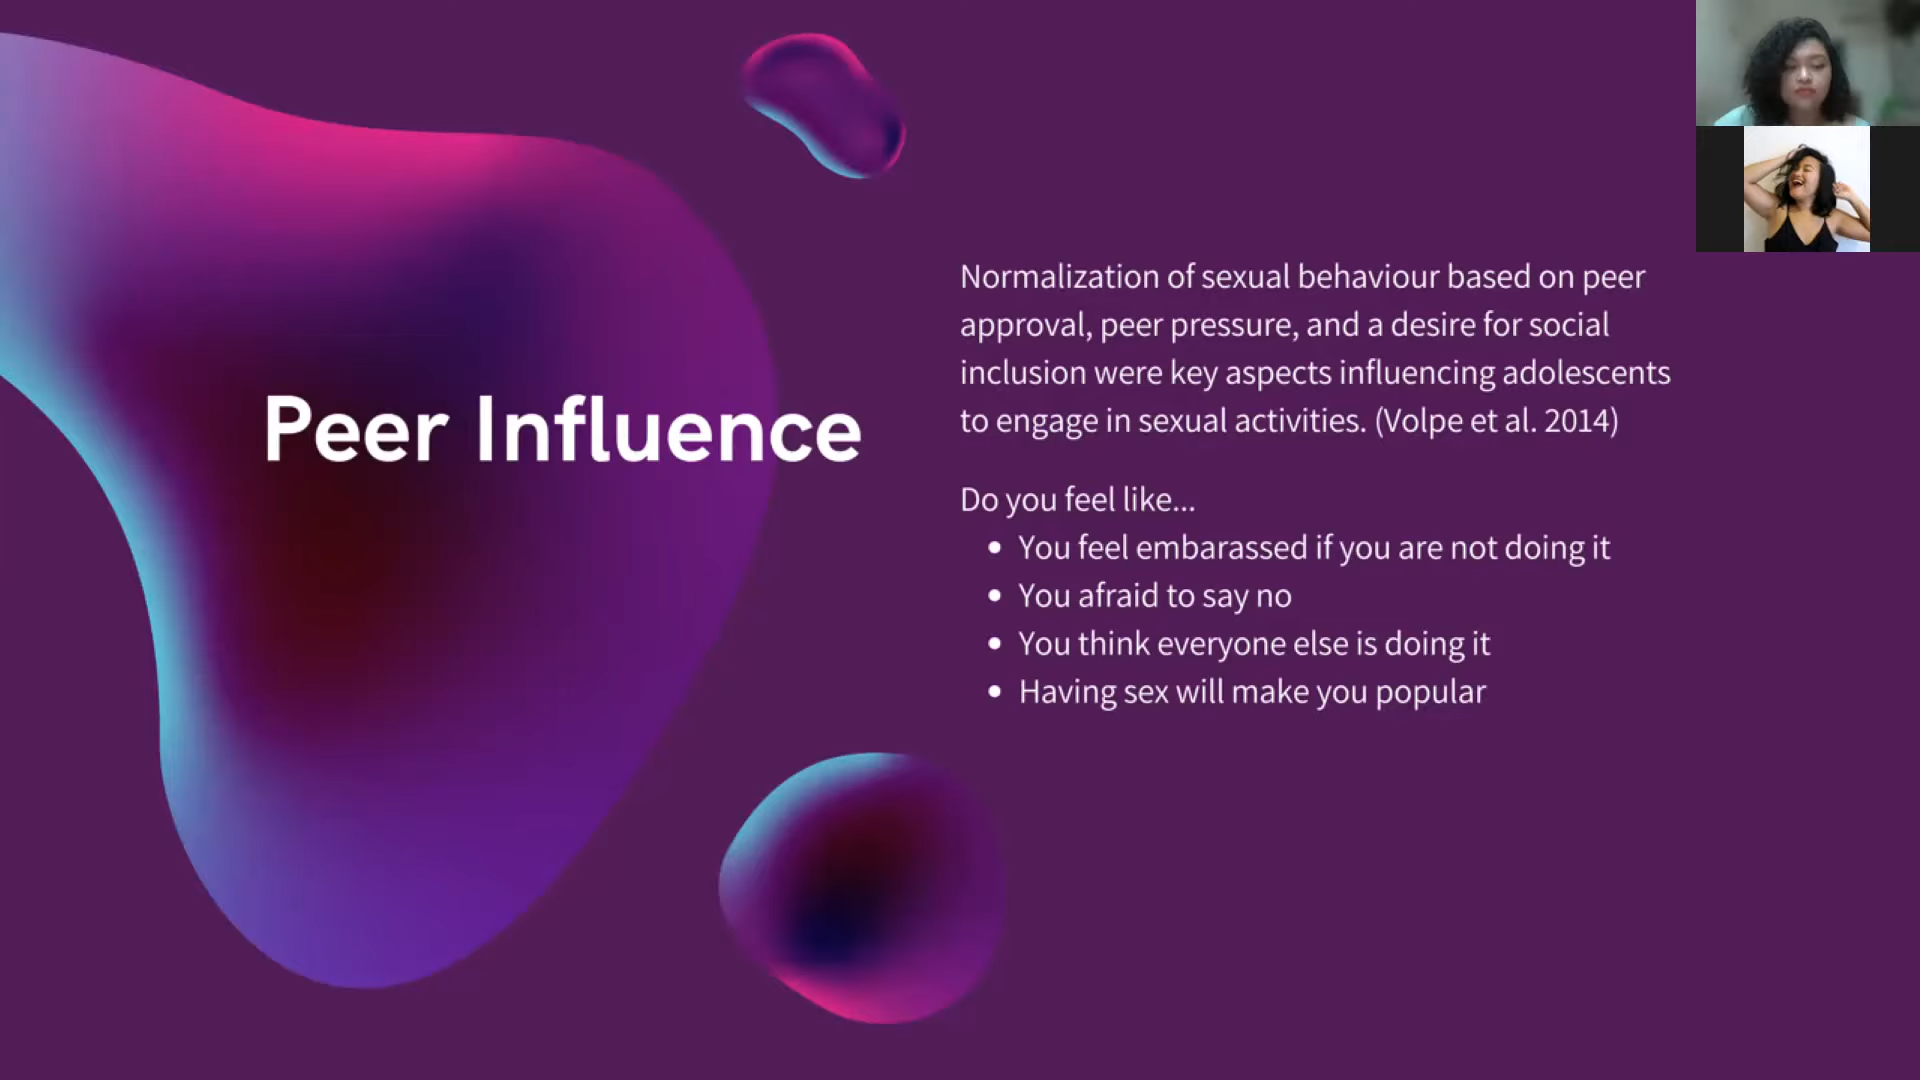 Peer Influence
Normalization of sexual behaviour based on peer
approval, peer pressure, and a desire for social
inclusion were key aspects influencing adolescents
to engage in sexual activities. (Volpe et al. 2014)
Do you feel like...
• You feel embarassed if you are not doing it
• You afraid to say no
• You think everyone else is doing it
• Having sex will make you popular